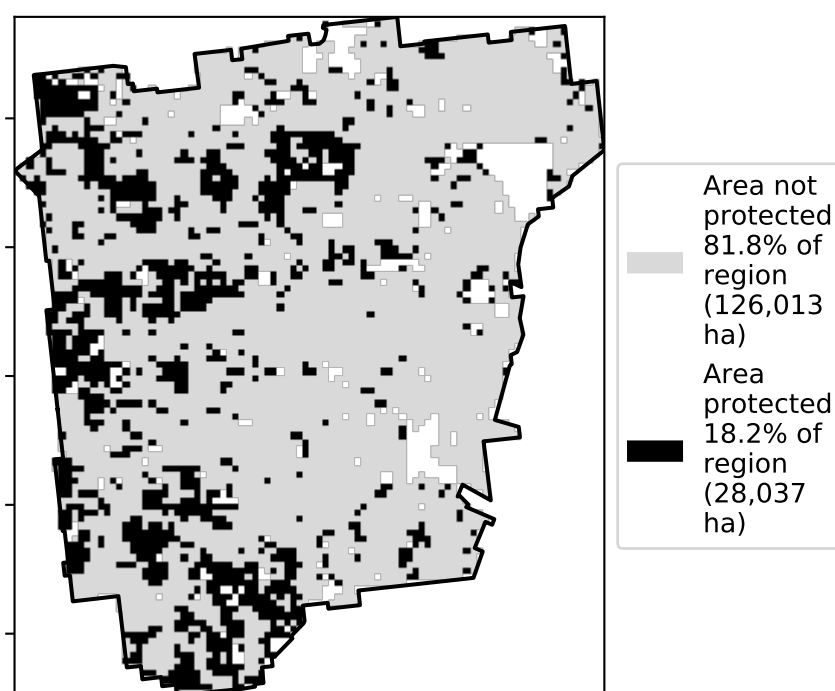 Area not
protected
81.8% of
region
(126,013
ha)
Area
protected
18.2% of
region
(28,037
ha)